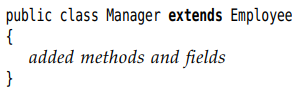 public class Manager extends Employee
{
added methods and fields
}